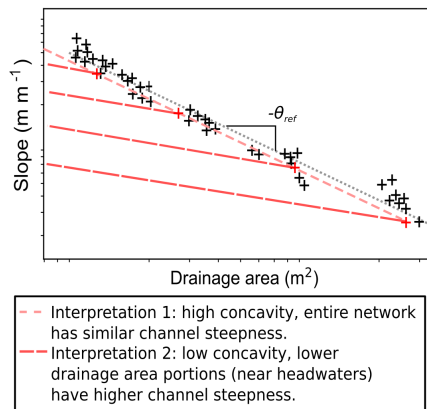 Slope (m m⁻¹)
-θref
Drainage area (m²)
Interpretation 1: high concavity, entire network
has similar channel steepness.
Interpretation 2: low concavity, lower
drainage area portions (near headwaters)
have higher channel steepness.